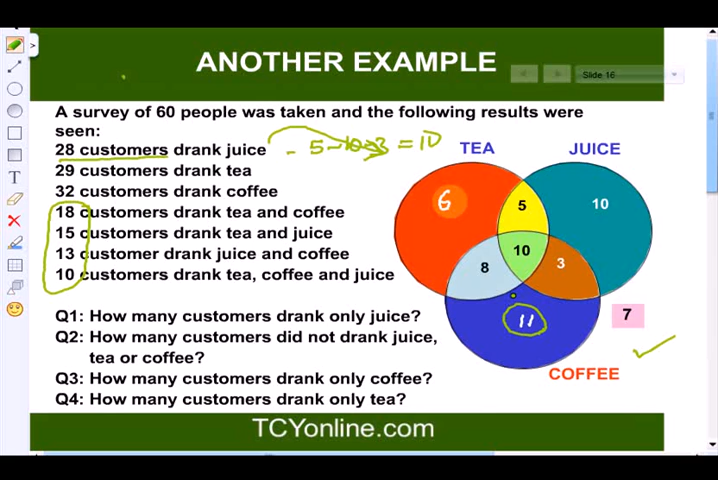 ANOTHER EXAMPLE
Slide 16
A survey of 60 people was taken and the following results were
seen:
28 customers drank juice
- 5 - 10 - 3 = 10
29 customers drank tea
32 customers drank coffee
18 customers drank tea and coffee
15 customers drank tea and juice
13 customer drank juice and coffee
10 customers drank tea, coffee and juice
Q1: How many customers drank only juice?
Q2: How many customers did not drank juice,
tea or coffee?
Q3: How many customers drank only coffee?
Q4: How many customers drank only tea?
TEA
JUICE
6
5
10
10
8
3
11
7
COFFEE
T
TCYonline.com